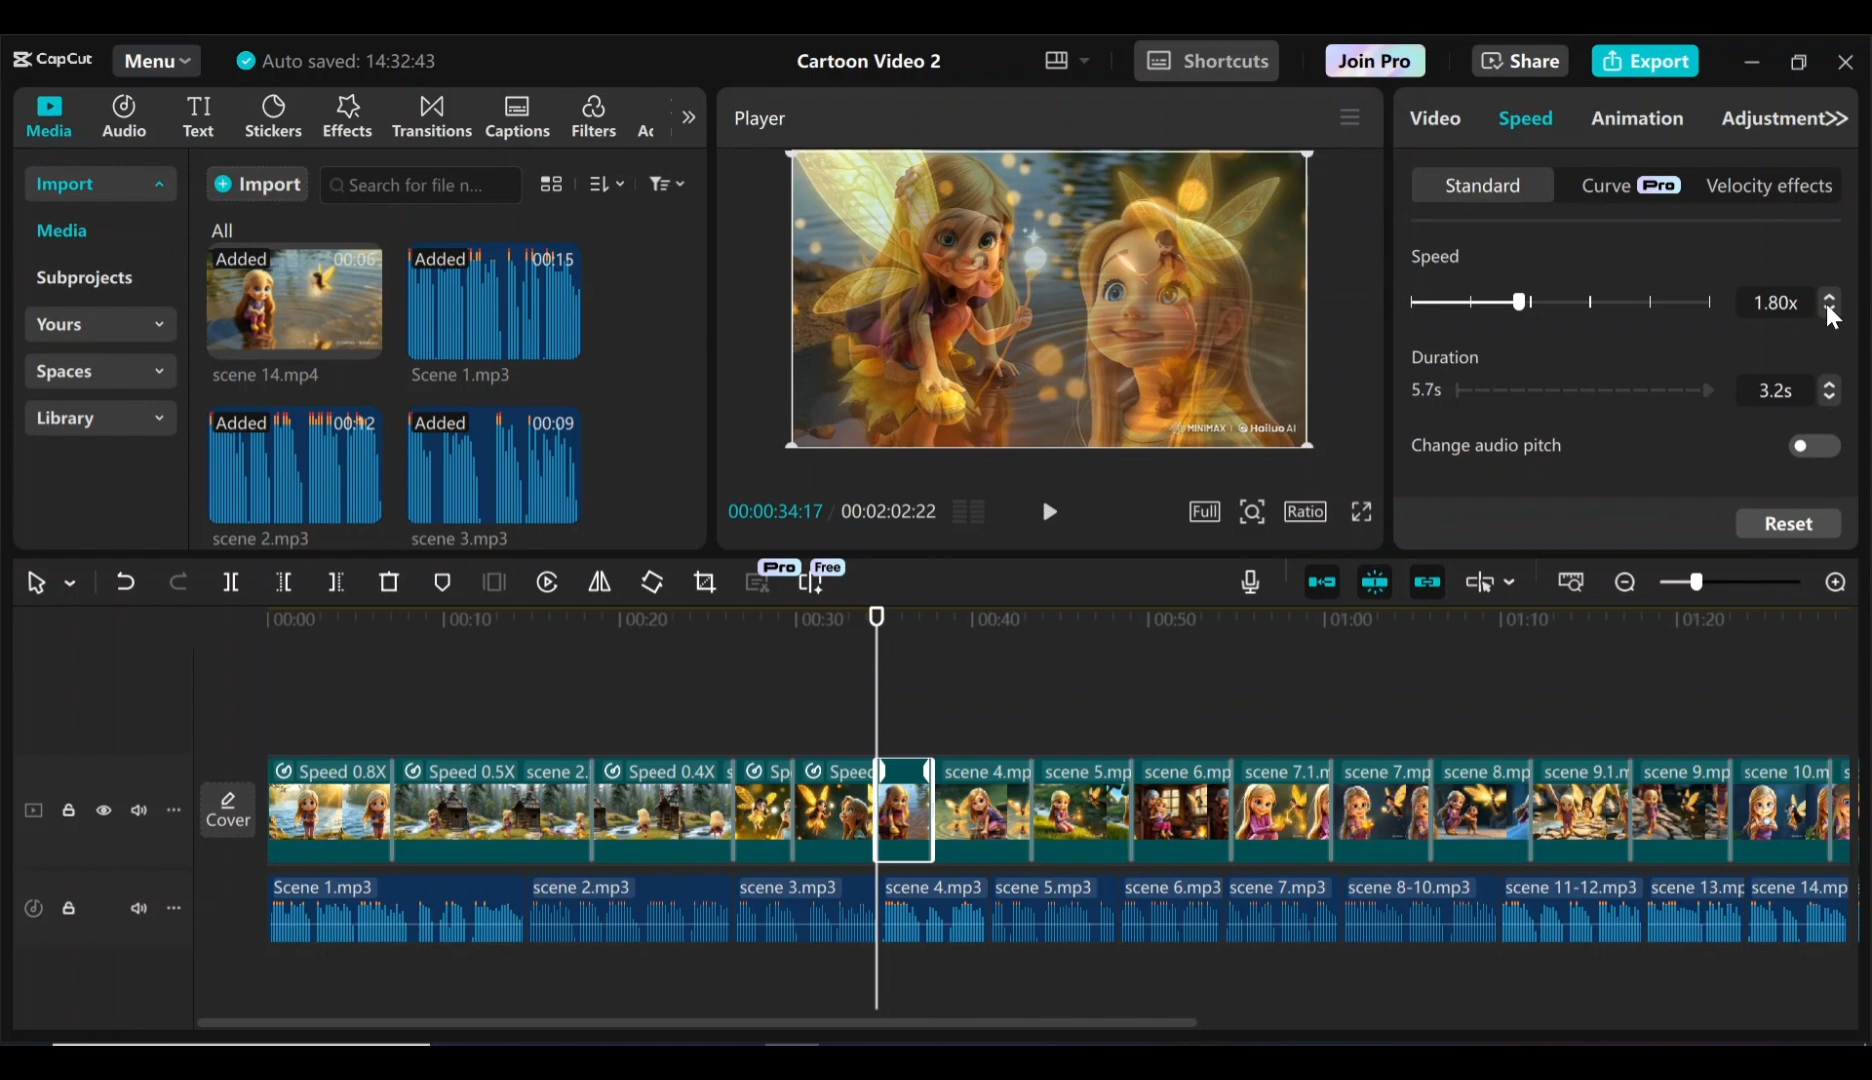 CapCut
Menu
Auto saved: 14:32:43
Cartoon Video 2
Shortcuts
Join Pro
Share
Export
Media
Audio
TI
Text
Stickers
Effects
Transitions
Captions
Filters
Import
Media
Subprojects
Yours
Spaces
Library
Import
Search for file n...
All
Added 00:06
scene 14.mp4
Added 00:15
Scene 1.mp3
Added 00:12
scene 2.mp3
Added 00:09
scene 3.mp3
Player
MINIMAX | Hailuo AI
00:00:34:17 / 00:02:02:22
Full
Ratio
Video
Speed
Animation
Adjustment
Standard
Curve Pro
Velocity effects
Speed
1.80x
Duration
5.7s
3.2s
Change audio pitch
Reset
Pro
Free
00:00
00:10
00:20
00:30
00:40
00:50
01:00
01:10
01:20
Cover
Speed 0.8X
Speed 0.5X scene 2.
Speed 0.4X s
Sp
Speed
scene 4.mp
scene 5.mp
scene 6.mp
scene 7.1.m
scene 7.mp
scene 8.mp
scene 9.1.m
scene 9.mp
scene 10.m
Scene 1.mp3
scene 2.mp3
scene 3.mp3
scene 4.mp3
scene 5.mp3
scene 6.mp3
scene 7.mp3
scene 8-10.mp3
scene 11-12.mp3
scene 13.mp
scene 14.mp